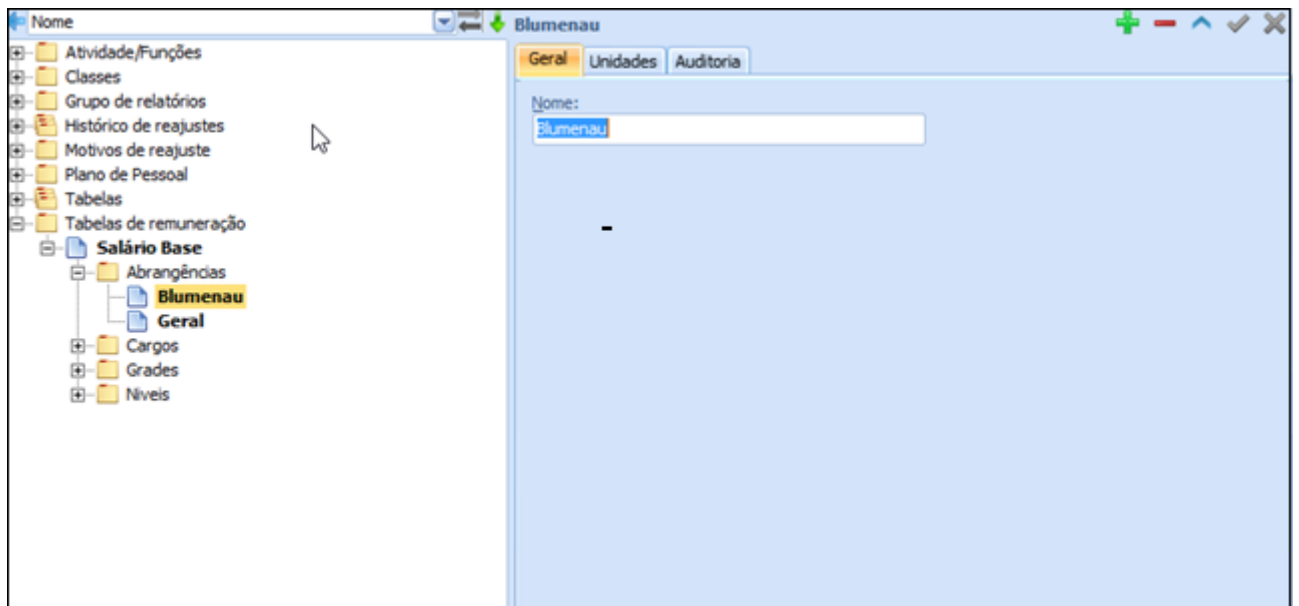 Nome
Atividade/Funções
Classes
Grupo de relatórios
Histórico de reajustes
Motivos de reajuste
Plano de Pessoal
Tabelas
Tabelas de remuneração
Salário Base
Abrangências
Blumenau
Geral
Cargos
Grades
Niveis
Blumenau
Geral Unidades Auditoria
Nome:
Blumenau
-